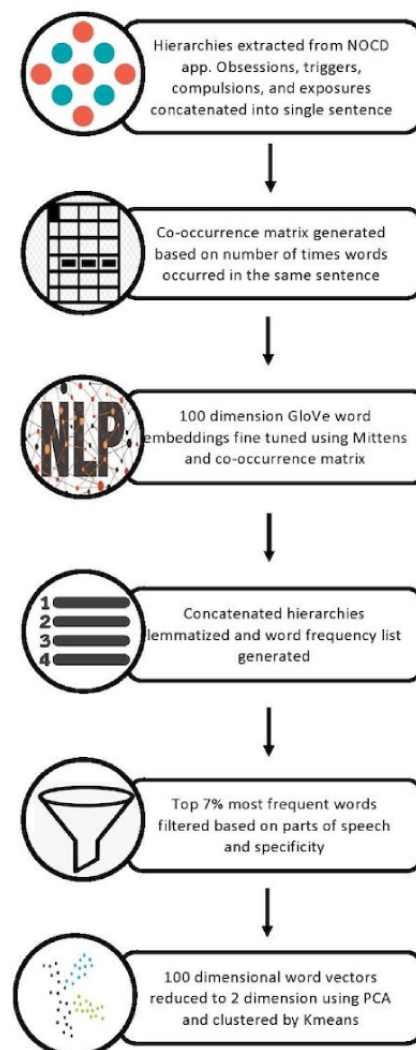 Hierarchies extracted from NOCD
app. Obsessions, triggers,
compulsions, and exposures
concatenated into single sentence
Co-occurrence matrix generated
based on number of times words
occurred in the same sentence
NLP
100 dimension GloVe word
embeddings fine tuned using Mittens
and co-occurrence matrix
1
2
3
4
Concatenated hierarchies
lemmatized and word frequency list
generated
Top 7% most frequent words
filtered based on parts of speech
and specificity
100 dimensional word vectors
reduced to 2 dimension using PCA
and clustered by Kmeans